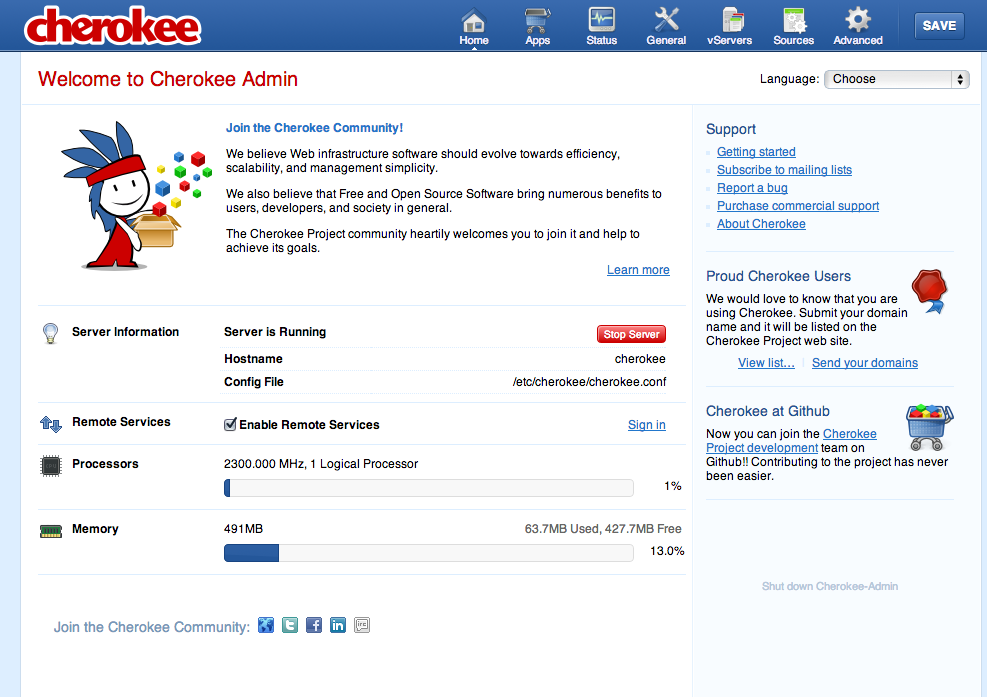 cherokee
Home
Apps
Status
General
vServers
Sources
Advanced
SAVE
Welcome to Cherokee Admin
Language: Choose
Join the Cherokee Community!
We believe Web infrastructure software should evolve towards efficiency,
scalability, and management simplicity.
We also believe that Free and Open Source Software bring numerous benefits to
users, developers, and society in general.
The Cherokee Project community heartily welcomes you to join it and help to
achieve its goals.
Learn more
Server Information
Server is Running
Stop Server
Hostname
cherokee
Config File
/etc/cherokee/cherokee.conf
Remote Services
Enable Remote Services
Sign in
Processors
2300.000 MHz, 1 Logical Processor
1%
Memory
491MB
63.7MB Used, 427.7MB Free
13.0%
Join the Cherokee Community:
Support
Getting started
Subscribe to mailing lists
Report a bug
Purchase commercial support
About Cherokee
Proud Cherokee Users
We would love to know that you are
using Cherokee. Submit your domain
name and it will be listed on the
Cherokee Project web site.
View list...
Send your domains
Cherokee at Github
Now you can join the Cherokee
Project development team on
Github!! Contributing to the project has never
been easier.
Shut down Cherokee-Admin